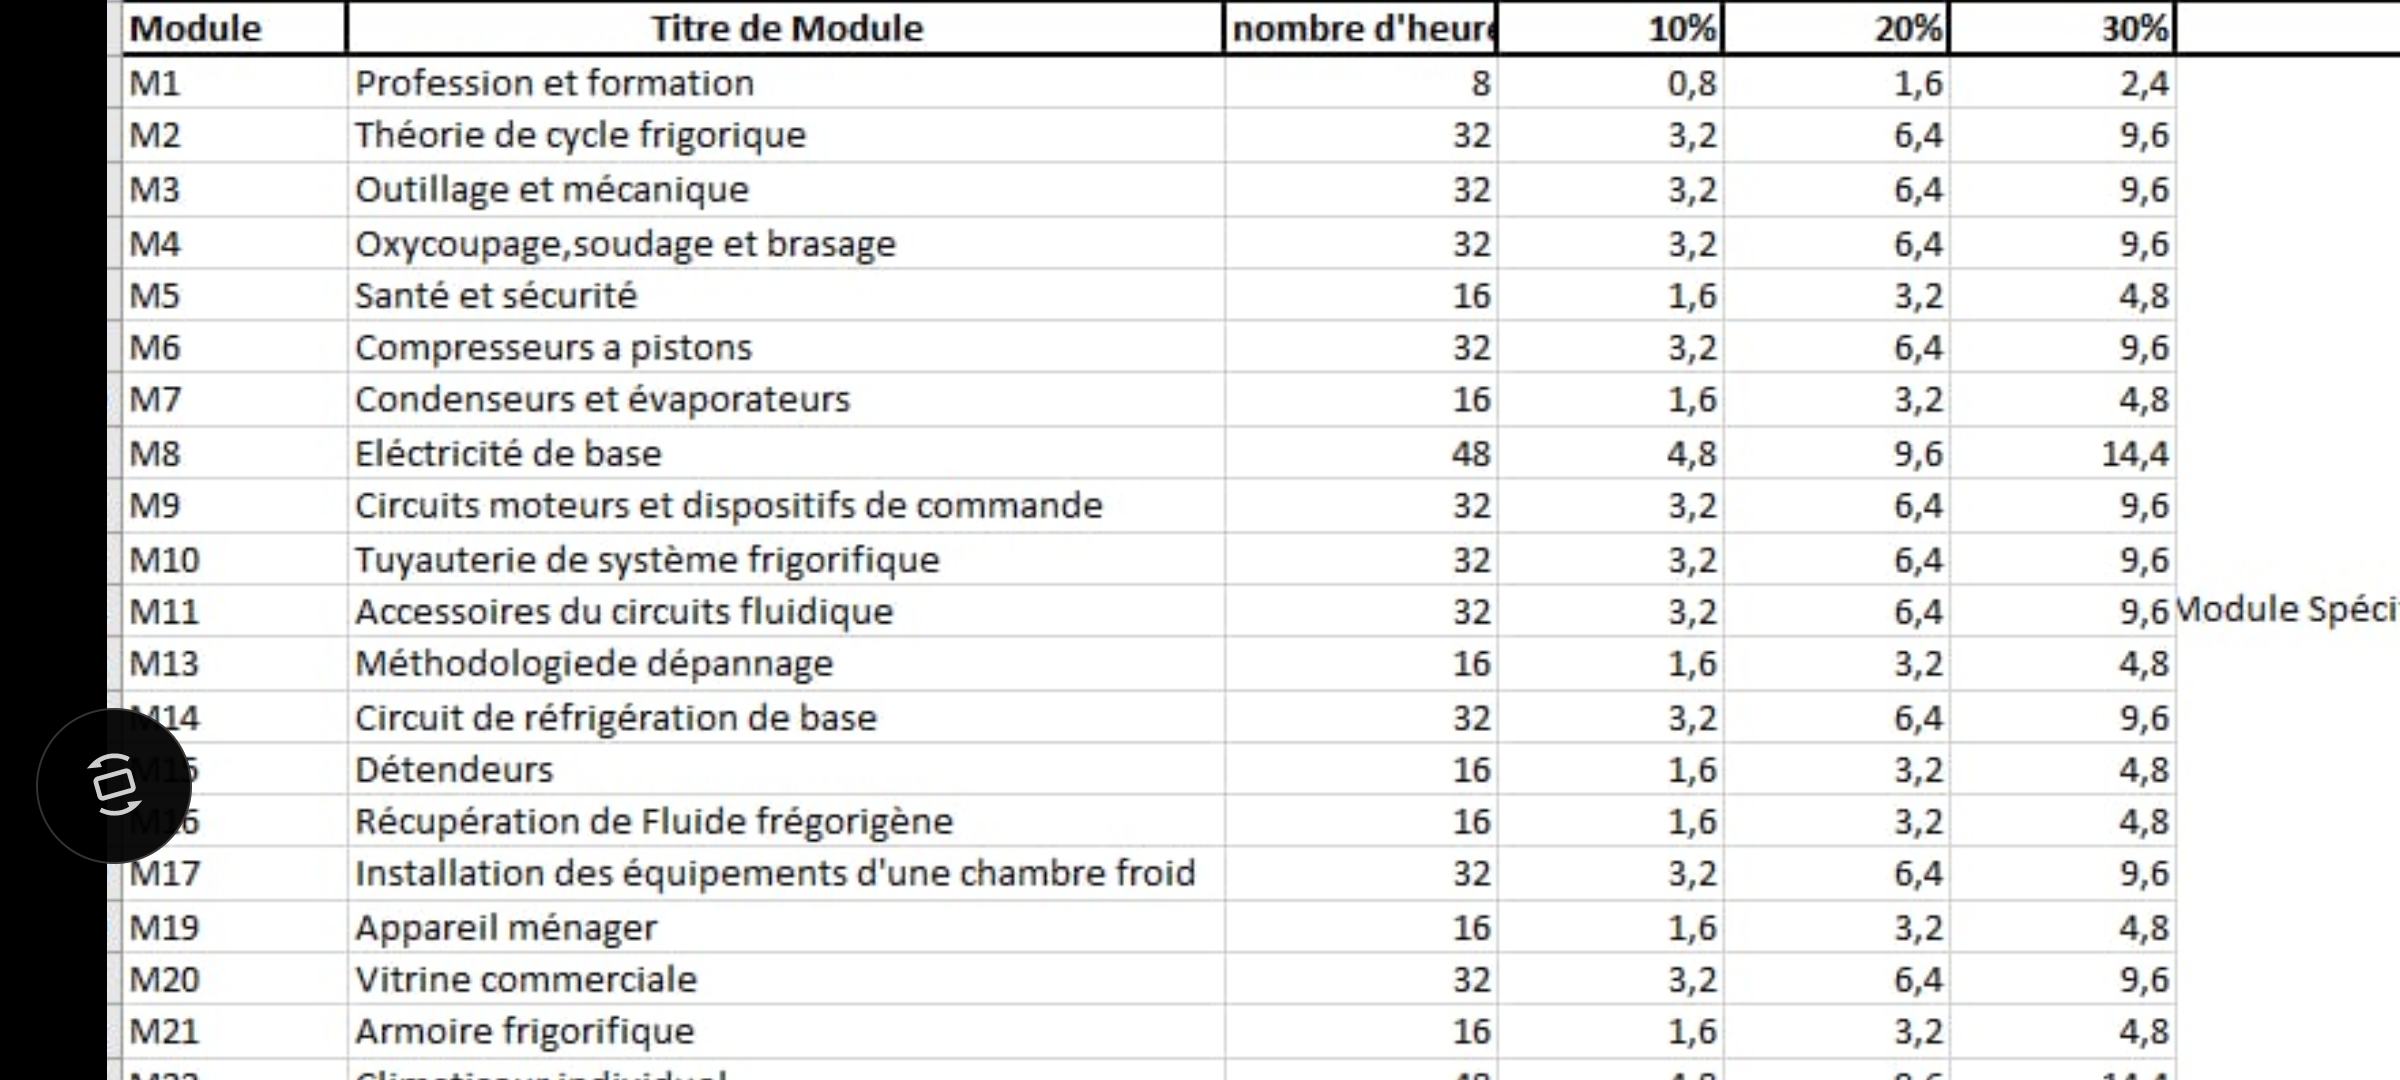 Module Titre de Module nombre d'heure 10% 20% 30%
M1 Profession et formation 8 0,8 1,6 2,4
M2 Théorie de cycle frigorique 32 3,2 6,4 9,6
M3 Outillage et mécanique 32 3,2 6,4 9,6
M4 Oxycoupage,soudage et brasage 32 3,2 6,4 9,6
M5 Santé et sécurité 16 1,6 3,2 4,8
M6 Compresseurs a pistons 32 3,2 6,4 9,6
M7 Condenseurs et évaporateurs 16 1,6 3,2 4,8
M8 Eléctricité de base 48 4,8 9,6 14,4
M9 Circuits moteurs et dispositifs de commande 32 3,2 6,4 9,6
M10 Tuyauterie de système frigorifique 32 3,2 6,4 9,6
M11 Accessoires du circuits fluidique 32 3,2 6,4 9,6 Module Spéci
M13 Méthodologiede dépannage 16 1,6 3,2 4,8
M14 Circuit de réfrigération de base 32 3,2 6,4 9,6
M15 Détendeurs 16 1,6 3,2 4,8
M16 Récupération de Fluide frégorigène 16 1,6 3,2 4,8
M17 Installation des équipements d'une chambre froid 32 3,2 6,4 9,6
M19 Appareil ménager 16 1,6 3,2 4,8
M20 Vitrine commerciale 32 3,2 6,4 9,6
M21 Armoire frigorifique 16 1,6 3,2 4,8